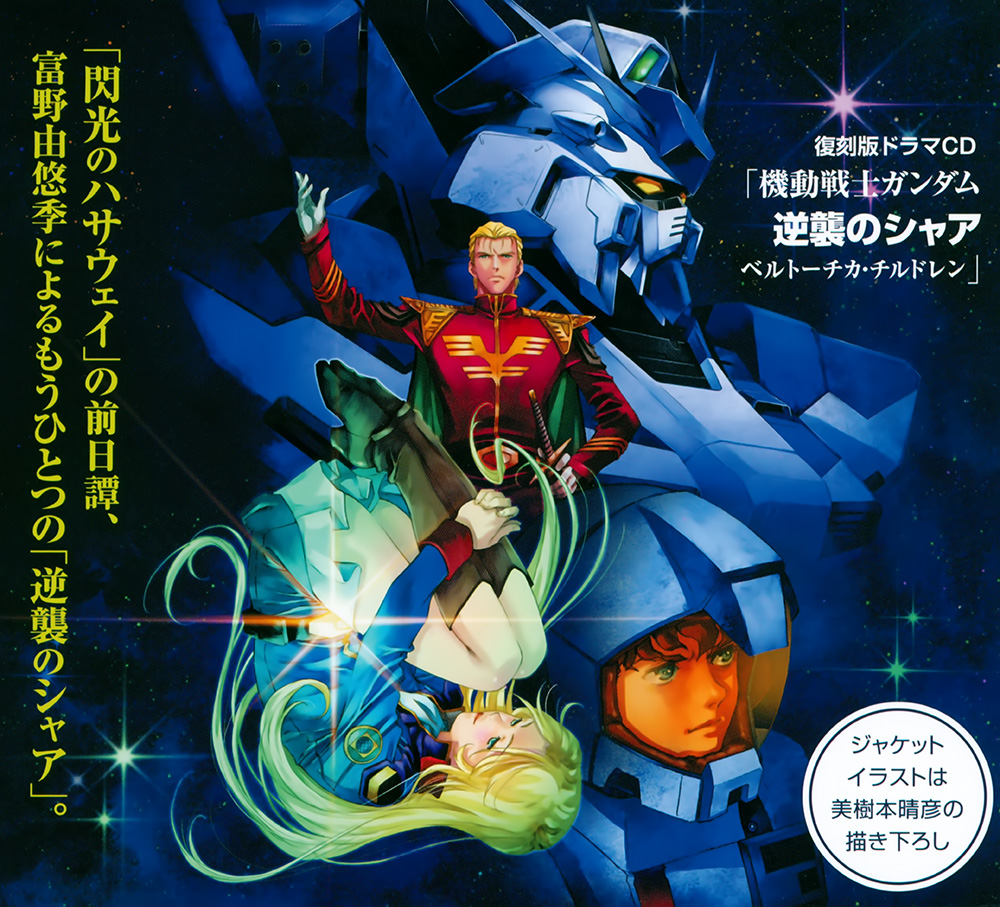 復刻版ドラマCD
「機動戦士ガンダム
逆襲のシャア
ベルトーチカ・チルドレン」
「閃光のハサウェイ」の前日譚、
富野由悠季によるもうひとつの「逆襲のシャア」。
ジャケット
イラストは
美樹本晴彦の
描き下ろし